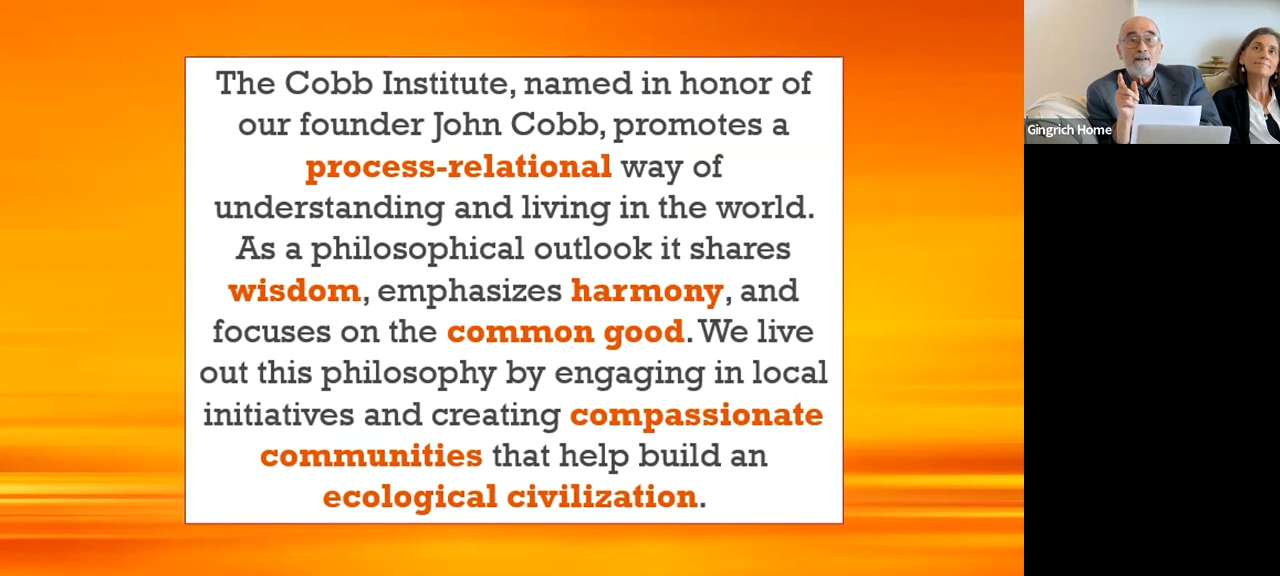 The Cobb Institute, named in honor of
our founder John Cobb, promotes a
process-relational way of
understanding and living in the world.
As a philosophical outlook it shares
wisdom, emphasizes harmony, and
focuses on the common good. We live
out this philosophy by engaging in local
initiatives and creating compassionate
communities that help build an
ecological civilization.
Gingrich Home